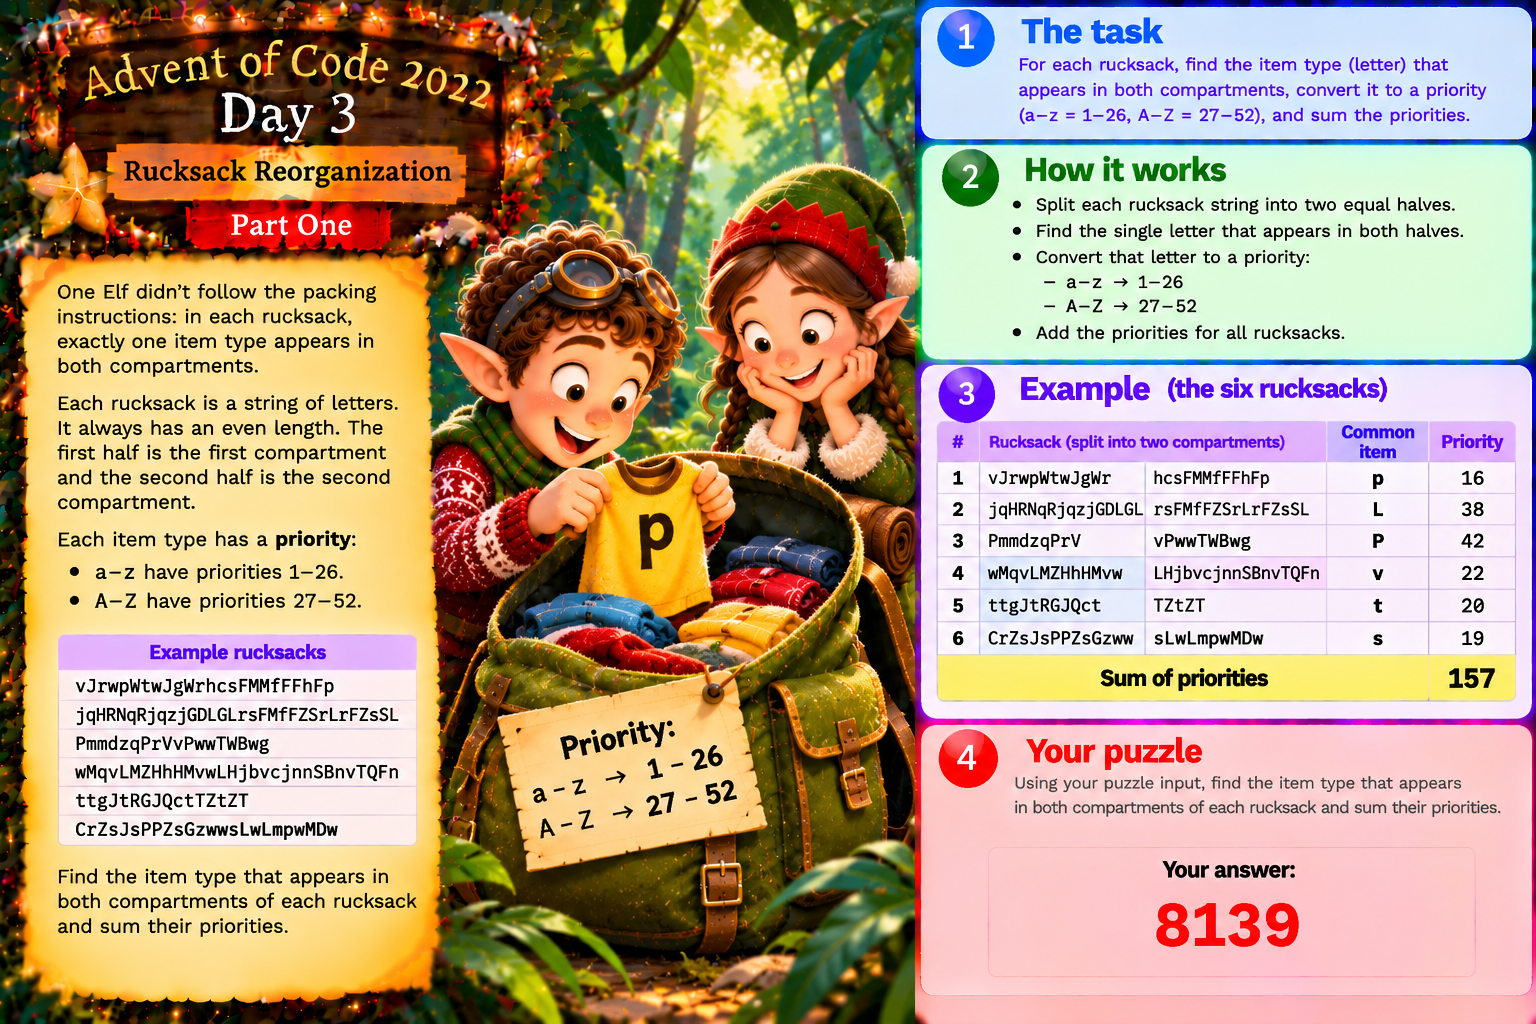 Advent of Code 2022
Day 3
Rucksack Reorganization
Part One
One Elf didn't follow the packing
instructions: in each rucksack,
exactly one item type appears in
both compartments.
Each rucksack is a string of letters.
It always has an even length. The
first half is the first compartment
and the second half is the second
compartment.
Each item type has a priority:
• a–z have priorities 1–26.
• A–Z have priorities 27–52.
Example rucksacks
vJrwpWtwJgWrhcsFMMfFFhFp
jqHRNqRjqzjGDLGLrsFMfFZSrLrFZsSL
PmmdzqPrVvPwwTWBwg
wMqvLMZHhHMvwLHjbvcjnnSBnvTQFn
ttgJtRGJQctTZtZT
CrZsJsPPZsGzwwsLwLmpwMDw
Find the item type that appears in
both compartments of each rucksack
and sum their priorities.
p
Priority:
a – z → 1 – 26
A – Z → 27 – 52
1 The task
For each rucksack, find the item type (letter) that
appears in both compartments, convert it to a priority
(a–z = 1–26, A–Z = 27–52), and sum the priorities.
2 How it works
• Split each rucksack string into two equal halves.
• Find the single letter that appears in both halves.
• Convert that letter to a priority:
– a–z → 1–26
– A–Z → 27–52
• Add the priorities for all rucksacks.
3 Example (the six rucksacks)
# Rucksack (split into two compartments) Common item Priority
1 vJrwpWtwJgWr hcsFMMfFFhFp p 16
2 jqHRNqRjqzjGDLGL rsFMfFZSrLrFZsSL L 38
3 PmmdzqPrV vPwwTWBwg P 42
4 wMqvLMZHhHMvw LHjbvcjnnSBnvTQFn v 22
5 ttgJtRGJQct TZtZT t 20
6 CrZsJsPPZsGzww sLwLmpwMDw s 19
Sum of priorities 157
4 Your puzzle
Using your puzzle input, find the item type that appears
in both compartments of each rucksack and sum their priorities.
Your answer:
8139